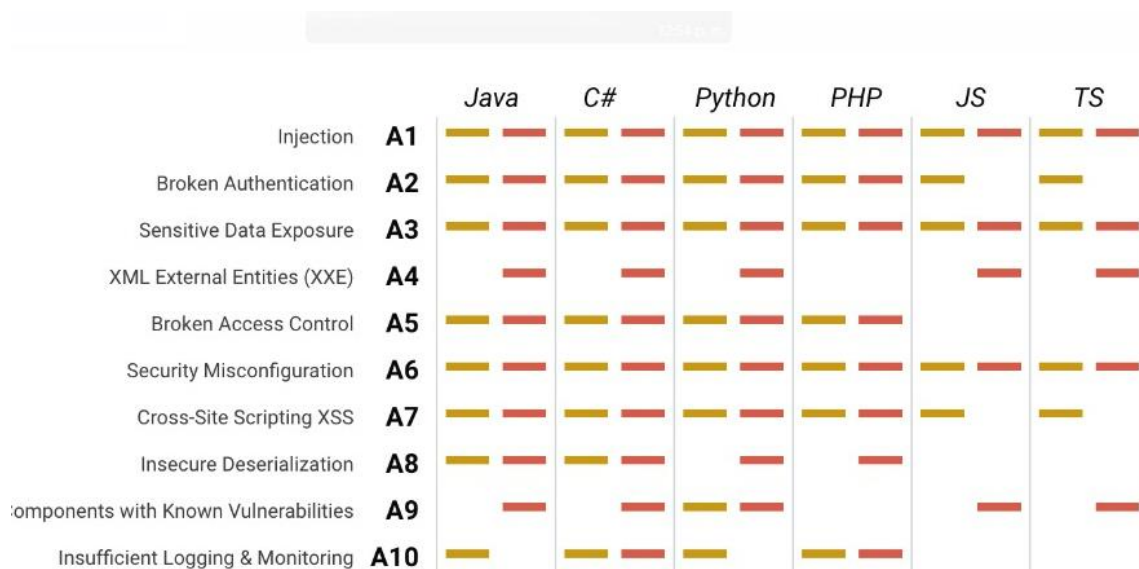 Java C# Python PHP JS TS
Injection A1
Broken Authentication A2
Sensitive Data Exposure A3
XML External Entities (XXE) A4
Broken Access Control A5
Security Misconfiguration A6
Cross-Site Scripting XSS A7
Insecure Deserialization A8
omponents with Known Vulnerabilities A9
Insufficient Logging & Monitoring A10